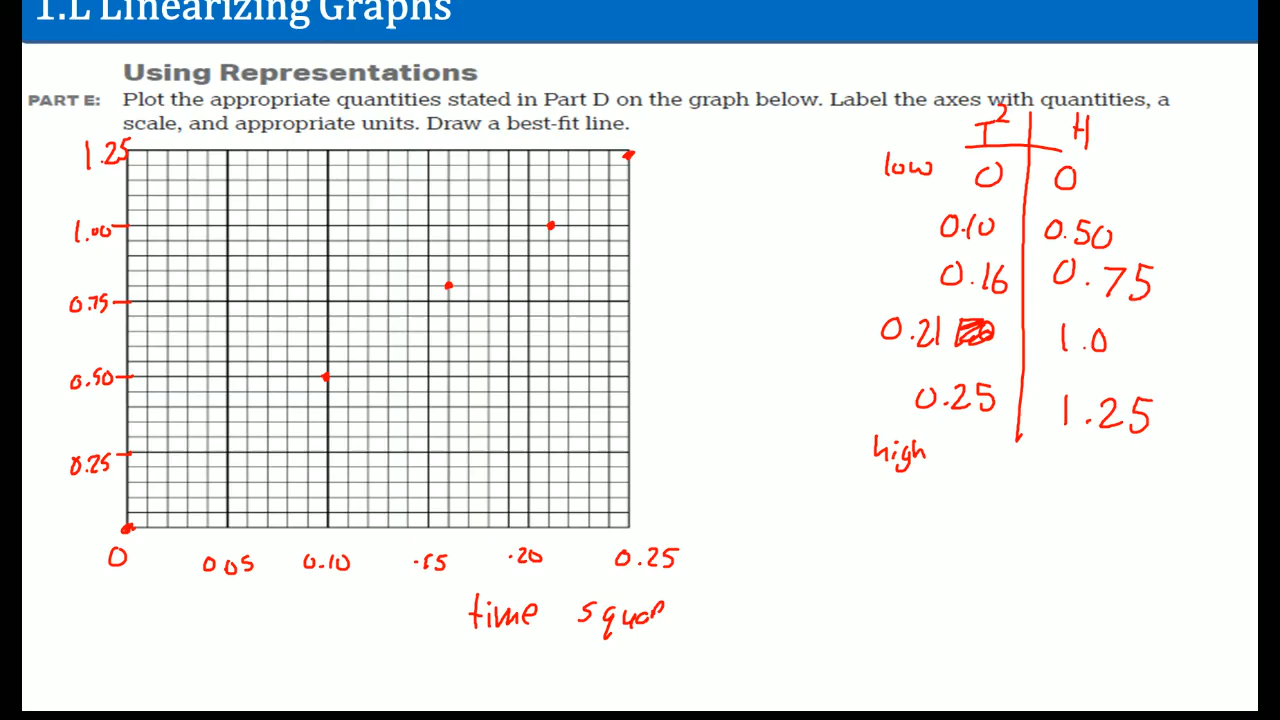 1.L Linearizing Graphs
Using Representations
PART E: Plot the appropriate quantities stated in Part D on the graph below. Label the axes with quantities, a
scale, and appropriate units. Draw a best-fit line.
T² H
low 0 0
0.10 0.50
0.16 0.75
0.21 1.0
0.25 1.25
high
1.25
1.00
0.75
0.50
0.25
0 0.05 0.10 .15 .20 0.25
time squar